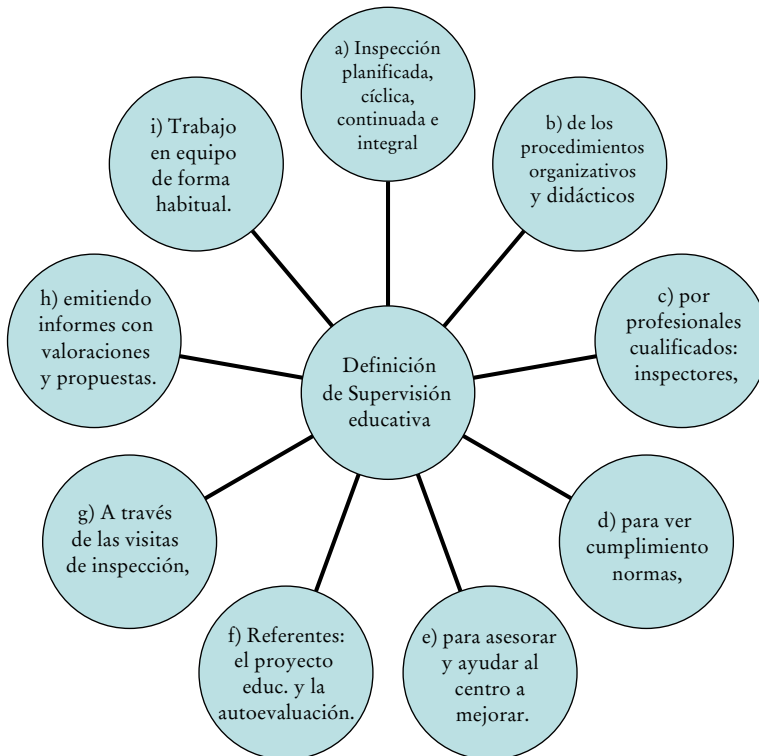 a) Inspección
planificada,
cíclica,
continuada e
integral
b) de los
procedimientos
organizativos
y didácticos
c) por
profesionales
cualificados:
inspectores,
d) para ver
cumplimiento
normas,
e) para asesorar
y ayudar al
centro a
mejorar.
f) Referentes:
el proyecto
educ. y la
autoevaluación.
g) A través
de las visitas
de inspección,
h) emitiendo
informes con
valoraciones
y propuestas.
i) Trabajo
en equipo
de forma
habitual.
Definición
de Supervisión
educativa